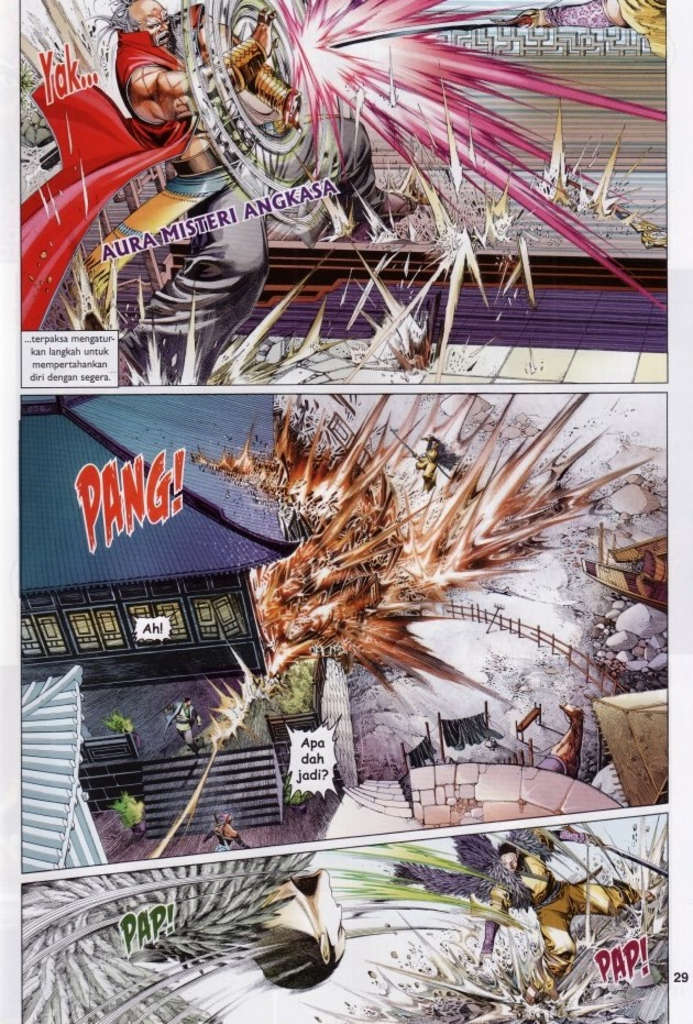 Yak...
AURA MISTERI ANGKASA
...terpaksa mengatur-
kan langkah untuk
mempertahankan
diri dengan segera.
PANG!
Ah!
Apa
dah
jadi?
PAP!
PAP!
29